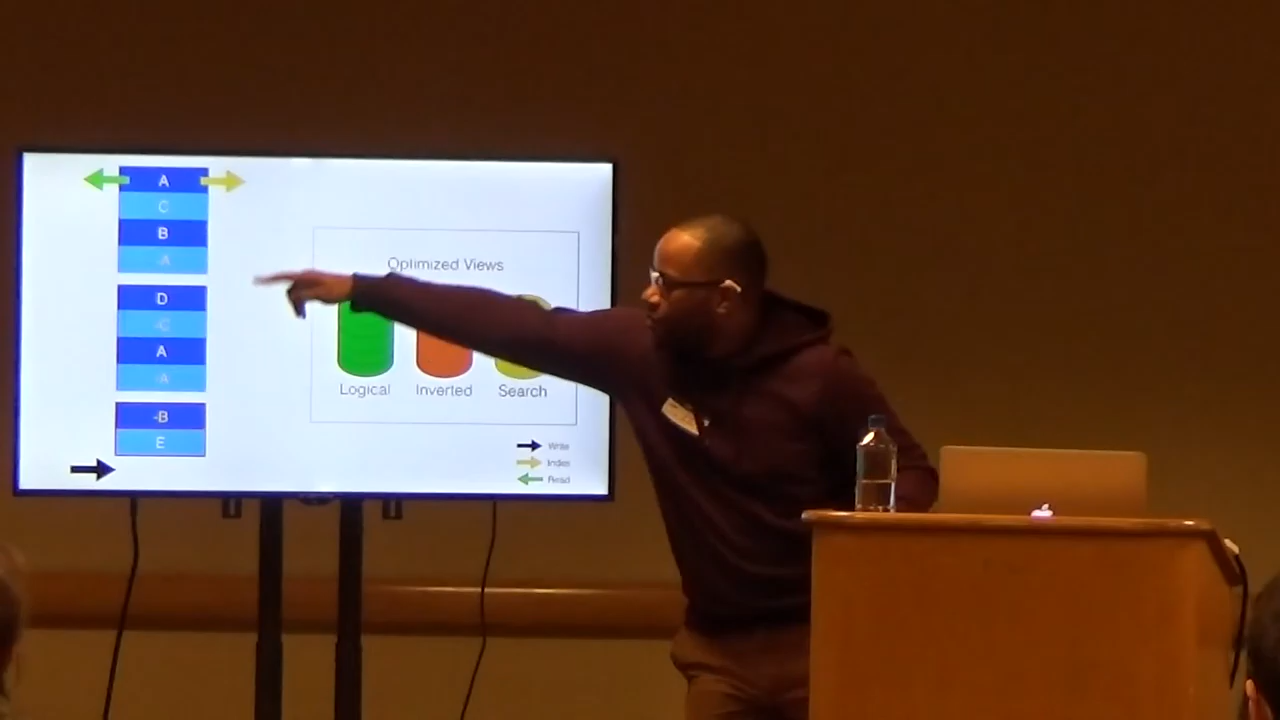 A
C
B
-A
D
-C
A
-A
-B
E
Optimized Views
Logical Inverted Search
Write
Index
Read